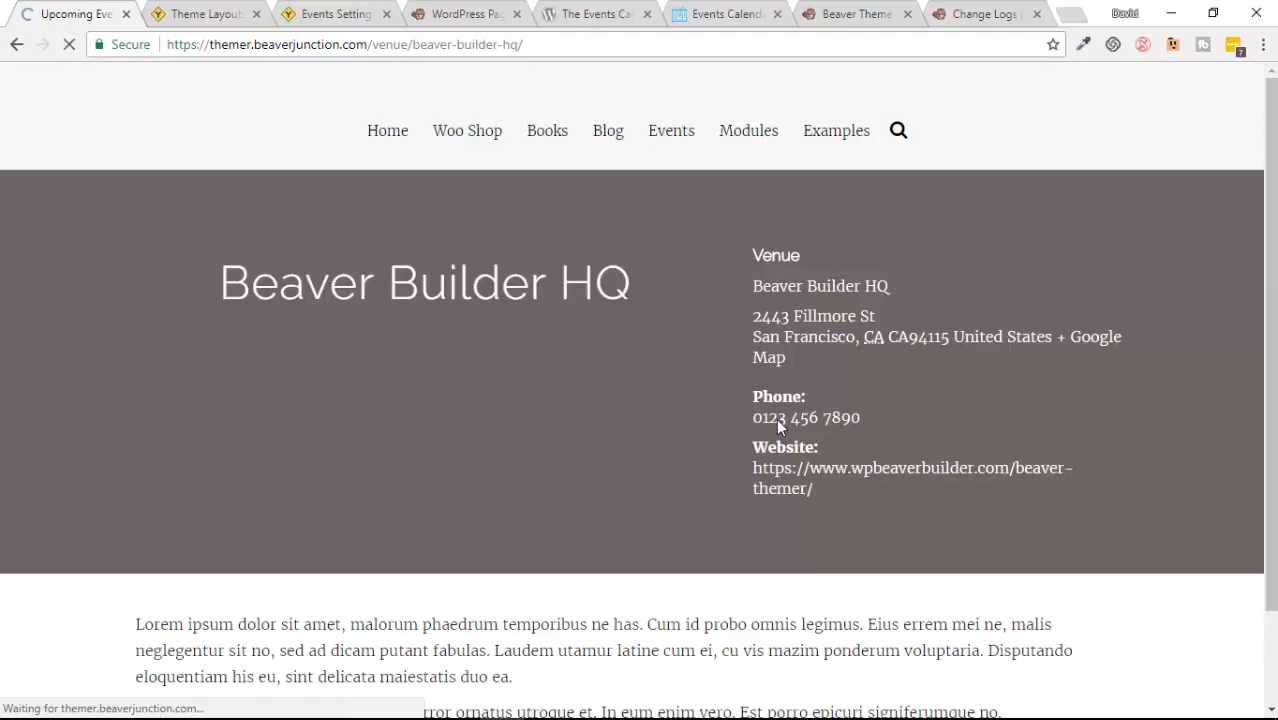 Upcoming Eve
Theme Layout
Events Setting
WordPress Pag
The Events Cal
Events Calend
Beaver Theme
Change Logs |
David
Secure
https://themer.beaverjunction.com/venue/beaver-builder-hq/
7
Home
Woo Shop
Books
Blog
Events
Modules
Examples
Beaver Builder HQ
Venue
Beaver Builder HQ
2443 Fillmore St
San Francisco, CA CA94115 United States + Google
Map
Phone:
0123 456 7890
Website:
https://www.wpbeaverbuilder.com/beaver-
themer/
Lorem ipsum dolor sit amet, malorum phaedrum temporibus ne has. Cum id probo omnis legimus. Eius errem mei ne, malis
neglegentur sit no, sed ad dicam putant fabulas. Laudem utamur latine cum ei, cu vis mazim ponderum voluptaria. Disputando
eloquentiam his eu, sint delicata maiestatis duo ea.
rror ornatus utroque et. In eum enim vero. Est porro epicuri signiferumque no.
Waiting for themer.beaverjunction.com...